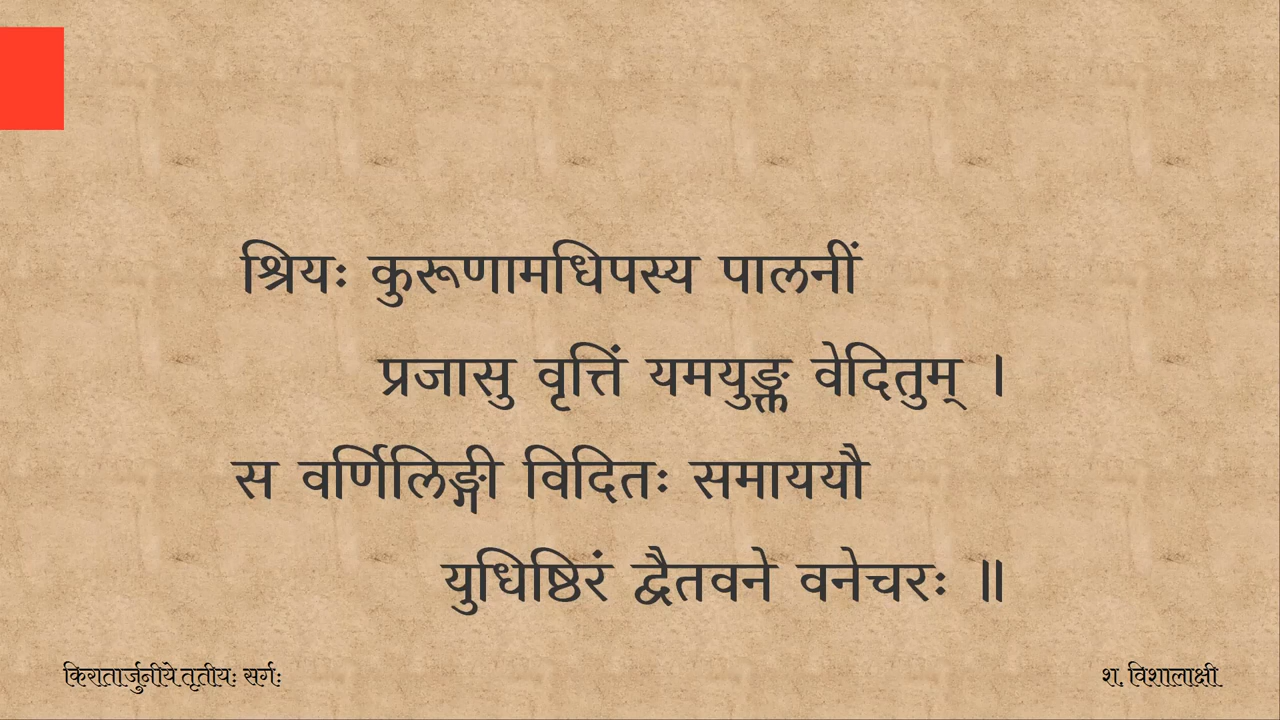 श्रियः कुरूणामधिपस्य पालनीं
प्रजासु वृत्तिं यमयुङ्क्त वेदितुम् ।
स वर्णिलिङ्गी विदितः समाययौ
युधिष्ठिरं द्वैतवने वनेचरः ॥
किरातार्जुनीये तृतीयः सर्गः
श. विशालाक्षी